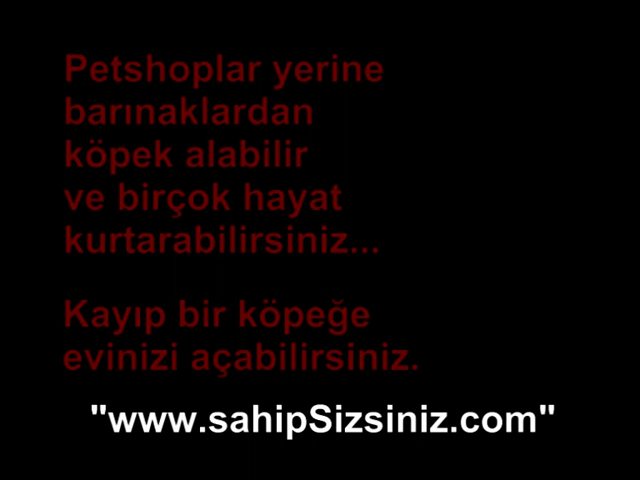 Petshoplar yerine
barınaklardan
köpek alabilir
ve birçok hayat
kurtarabilirsiniz...
Kayıp bir köpeğe
evinizi açabilirsiniz.
"www.sahipSizsiniz.com"